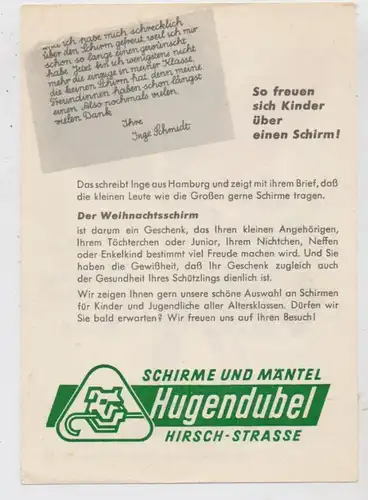 ich habe mich schrecklich
über den Schirm gefreut, weil ich mir
schon so lange einen gewünscht
habe. Jetzt bin ich wenigstens nicht
mehr die einzige in meiner Klasse,
die keinen Schirm hat denn meine
Freundinnen haben schon längst
einen. Also nochmals vielen,
vielen Dank
Ihre
Inge Schmidt
So freuen
sich Kinder
über
einen Schirm!
Das schreibt Inge aus Hamburg und zeigt mit ihrem Brief, daß
die kleinen Leute wie die Großen gerne Schirme tragen.
Der Weihnachtsschirm
ist darum ein Geschenk, das Ihren kleinen Angehörigen,
Ihrem Töchterchen oder Junior, Ihrem Nichtchen, Neffen
oder Enkelkind bestimmt viel Freude machen wird. Und Sie
haben die Gewißheit, daß Ihr Geschenk zugleich auch
der Gesundheit Ihres Schützlings dienlich ist.
Wir zeigen Ihnen gern unsere schöne Auswahl an Schirmen
für Kinder und Jugendliche aller Altersklassen. Dürfen wir
Sie bald erwarten? Wir freuen uns auf Ihren Besuch!
SCHIRME UND MÄNTEL
Hugendubel
HIRSCH-STRASSE